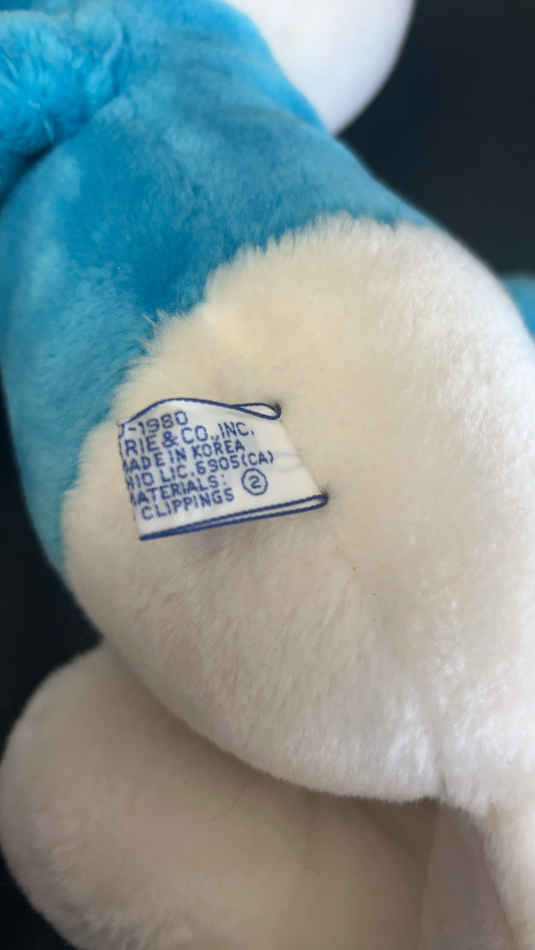 -1980
RIE & CO., INC.
MADE IN KOREA
HIO LIC. 6905 (CA)
MATERIALS:
CLIPPINGS ②